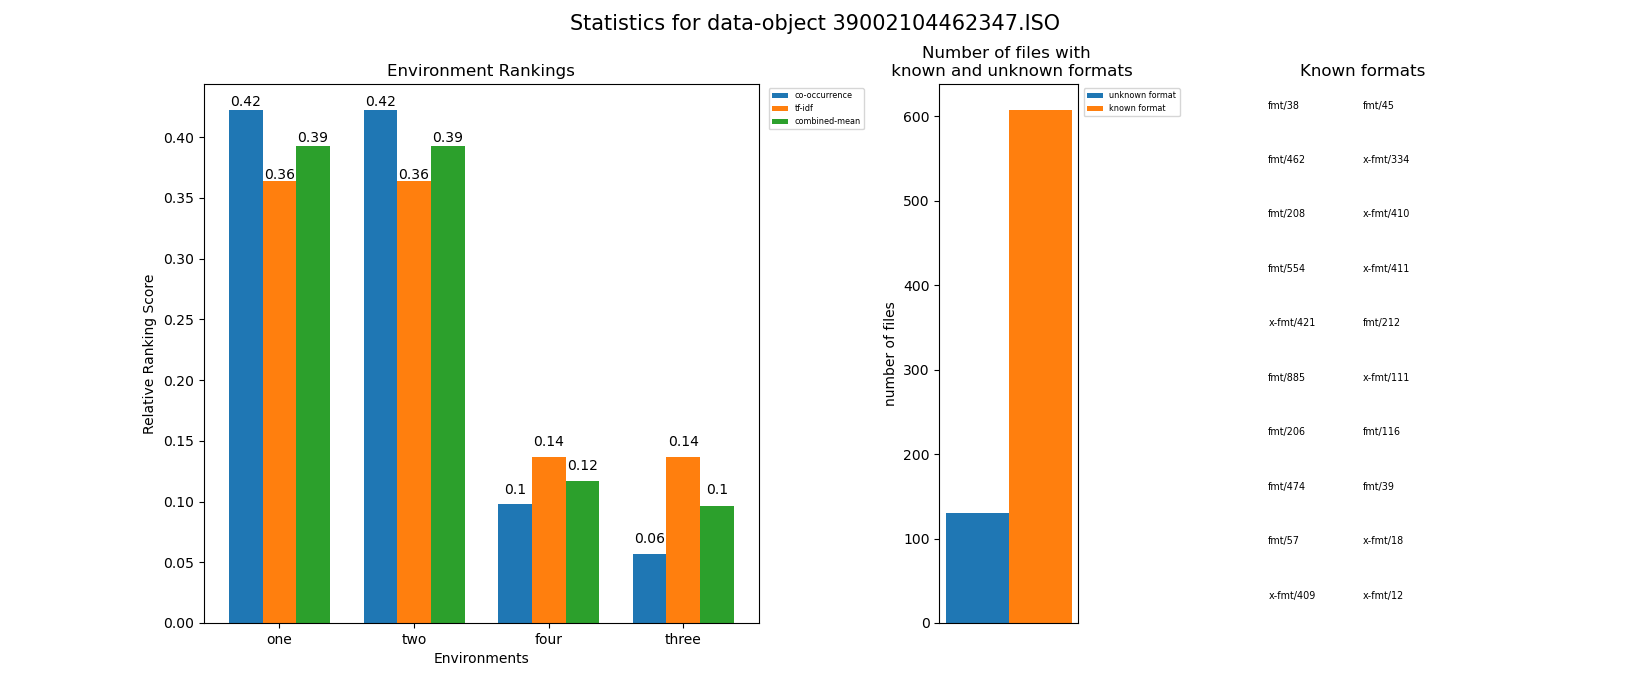 Statistics for data-object 39002104462347.ISO
Environment Rankings
0.42
0.36
0.39
0.42
0.36
0.39
0.1
0.14
0.12
0.06
0.14
0.1
0.40
0.35
0.30
0.25
0.20
0.15
0.10
0.05
0.00
Relative Ranking Score
one
two
four
three
Environments
co-occurrence
tf-idf
combined-mean
Number of files with
known and unknown formats
600
500
400
300
200
100
0
number of files
unknown format
known format
Known formats
fmt/38 fmt/45
fmt/462 x-fmt/334
fmt/208 x-fmt/410
fmt/554 x-fmt/411
x-fmt/421 fmt/212
fmt/885 x-fmt/111
fmt/206 fmt/116
fmt/474 fmt/39
fmt/57 x-fmt/18
x-fmt/409 x-fmt/12